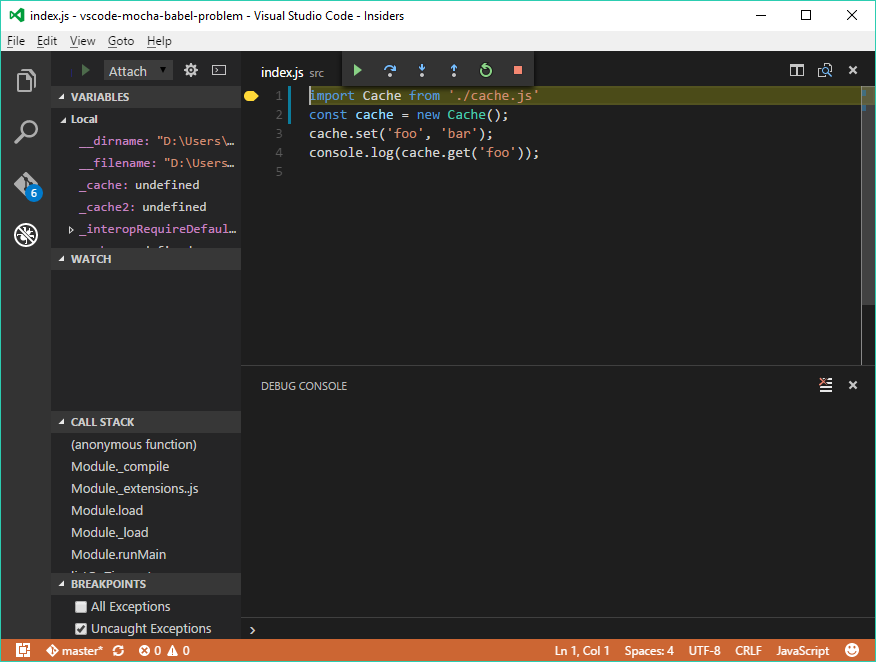 index.js - vscode-mocha-babel-problem - Visual Studio Code - Insiders
File Edit View Goto Help
Attach
index.js src
VARIABLES
Local
__dirname: "D:\Users\…
__filename: "D:\Users…
_cache: undefined
_cache2: undefined
_interopRequireDefaul…
1 import Cache from './cache.js'
2 const cache = new Cache();
3 cache.set('foo', 'bar');
4 console.log(cache.get('foo'));
5
6
WATCH
DEBUG CONSOLE
CALL STACK
(anonymous function)
Module._compile
Module._extensions..js
Module.load
Module._load
Module.runMain
BREAKPOINTS
All Exceptions
Uncaught Exceptions
master* 0 0 Ln 1, Col 1 Spaces: 4 UTF-8 CRLF JavaScript